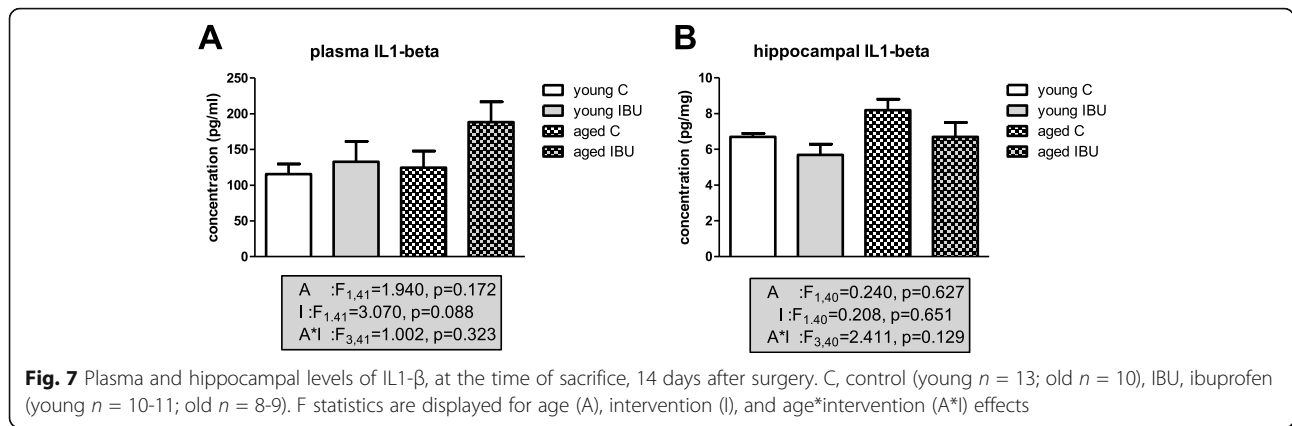 A
plasma IL1-beta
concentration (pg/ml)
250
200
150
100
50
0
young C
young IBU
aged C
aged IBU
A :F1,41=1.940, p=0.172
I :F1.41=3.070, p=0.088
A*I :F3,41=1.002, p=0.323
B
hippocampal IL1-beta
concentration (pg/mg)
10
8
6
4
2
0
young C
young IBU
aged C
aged IBU
A :F1,40=0.240, p=0.627
I :F1.40=0.208, p=0.651
A*I :F3,40=2.411, p=0.129
Fig. 7 Plasma and hippocampal levels of IL1-β, at the time of sacrifice, 14 days after surgery. C, control (young n = 13; old n = 10), IBU, ibuprofen
(young n = 10-11; old n = 8-9). F statistics are displayed for age (A), intervention (I), and age*intervention (A*I) effects